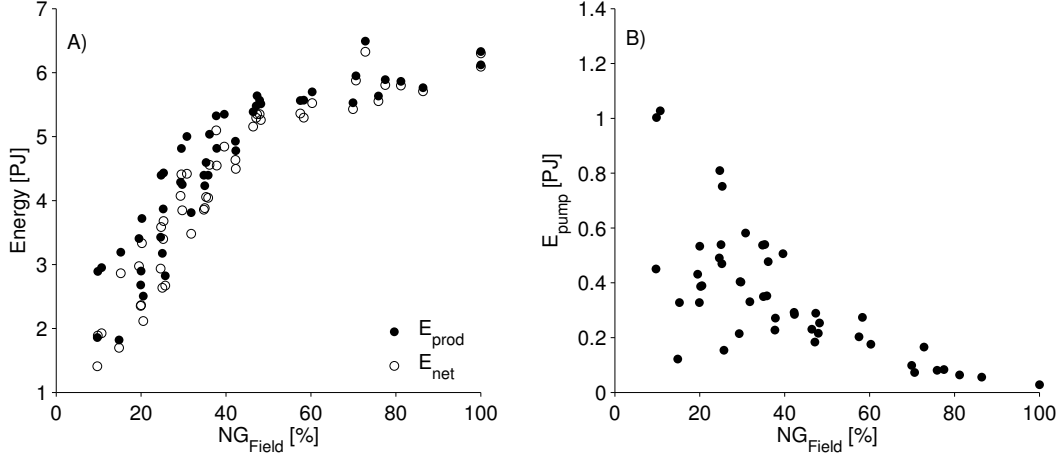 A)
Energy [PJ]
7
6
5
4
3
2
1
0 20 40 60 80 100
NG_Field [%]
E_prod
E_net
B)
E_pump [PJ]
1.4
1.2
1
0.8
0.6
0.4
0.2
0
0 20 40 60 80 100
NG_Field [%]